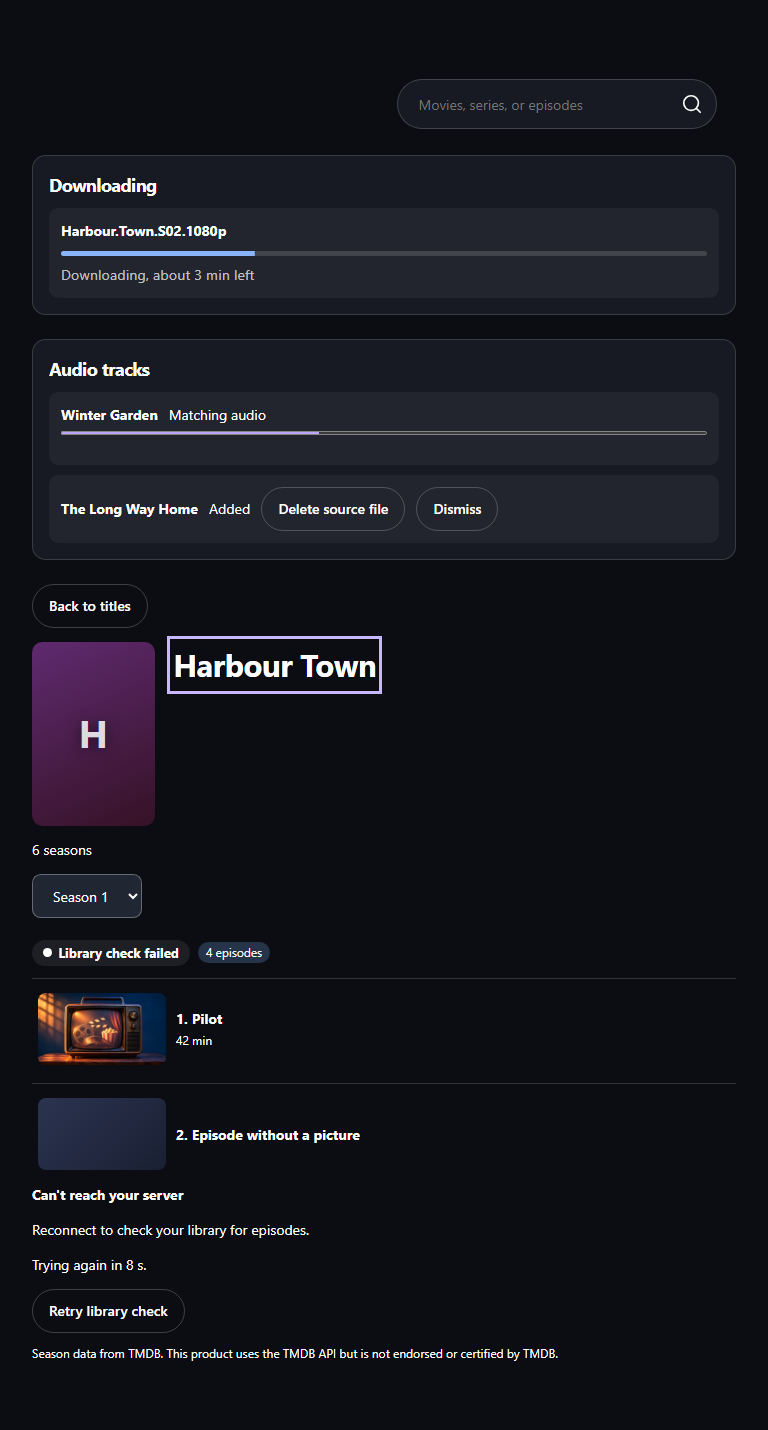 Movies, series, or episodes
Downloading
Harbour.Town.S02.1080p
Downloading, about 3 min left
Audio tracks
Winter Garden Matching audio
The Long Way Home Added Delete source file Dismiss
Back to titles
H
Harbour Town
6 seasons
Season 1
Library check failed 4 episodes
1. Pilot
42 min
2. Episode without a picture
Can't reach your server
Reconnect to check your library for episodes.
Trying again in 8 s.
Retry library check
Season data from TMDB. This product uses the TMDB API but is not endorsed or certified by TMDB.